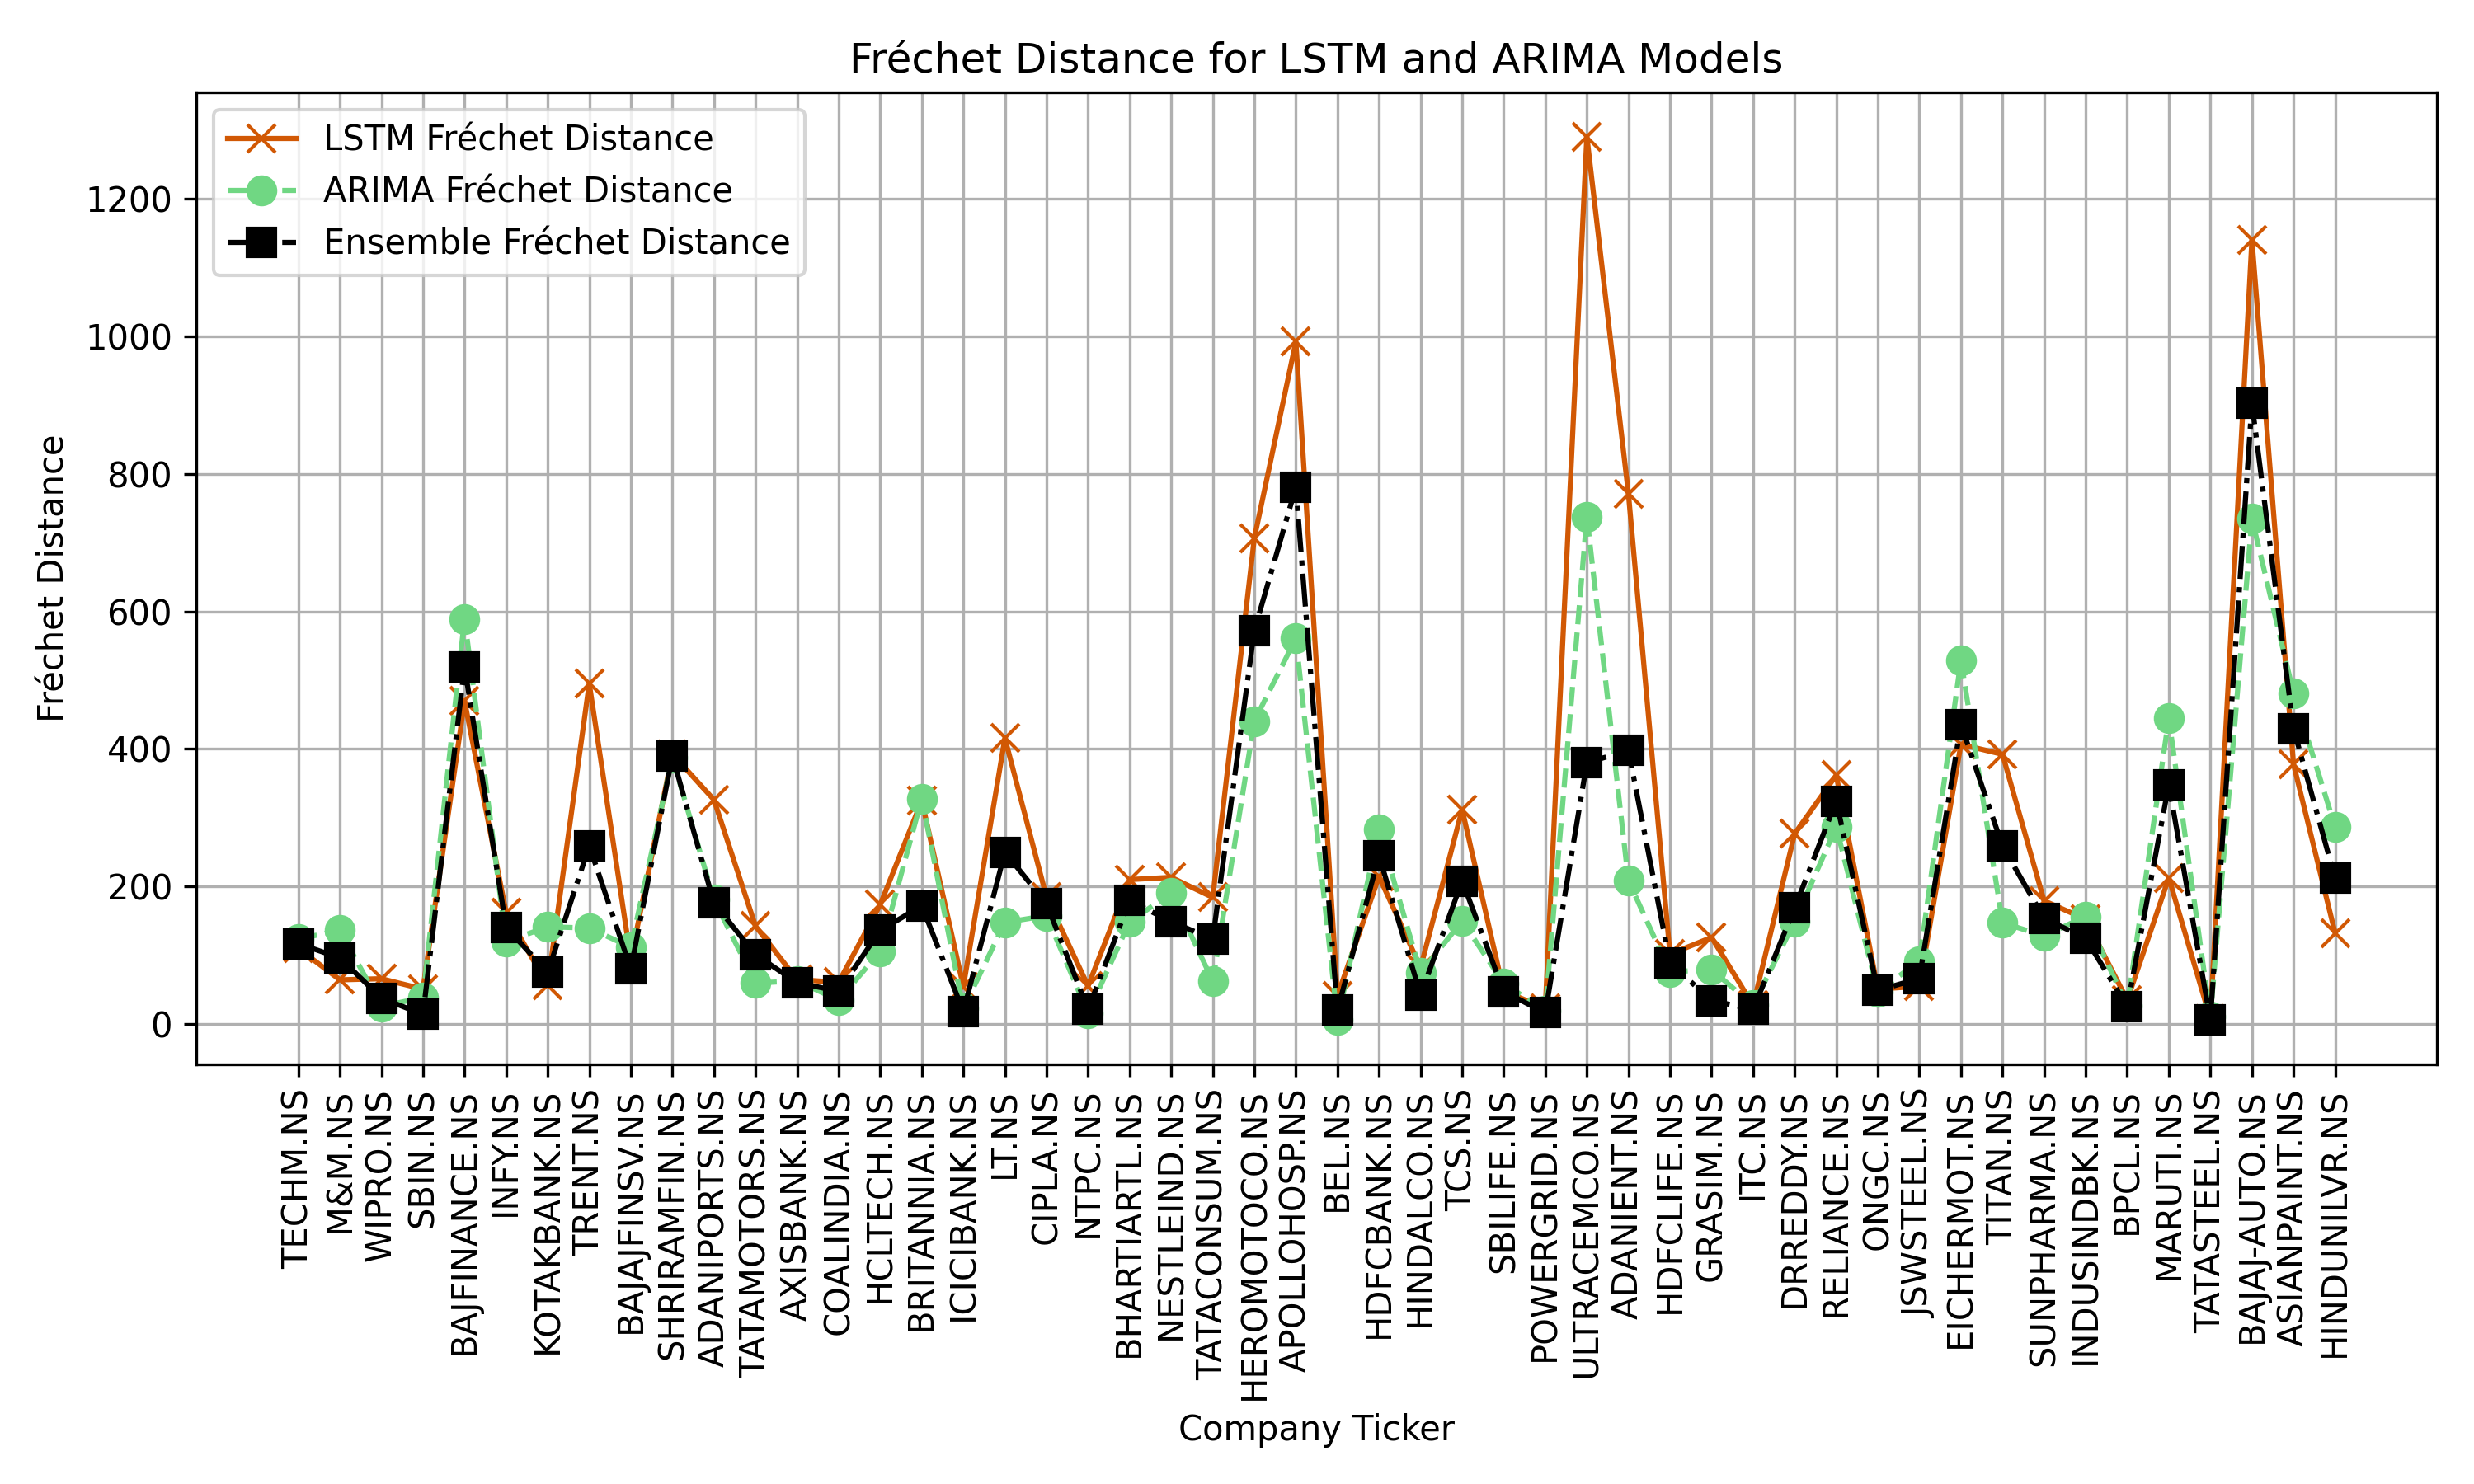 Fréchet Distance for LSTM and ARIMA Models
LSTM Fréchet Distance
ARIMA Fréchet Distance
Ensemble Fréchet Distance
Fréchet Distance
1200
1000
800
600
400
200
0
TECHM.NS
M&M.NS
WIPRO.NS
SBIN.NS
BAJFINANCE.NS
INFY.NS
KOTAKBANK.NS
TRENT.NS
BAJAJFINSV.NS
SHRIRAMFIN.NS
ADANIPORTS.NS
TATAMOTORS.NS
AXISBANK.NS
COALINDIA.NS
HCLTECH.NS
BRITANNIA.NS
ICICIBANK.NS
LT.NS
CIPLA.NS
NTPC.NS
BHARTIARTL.NS
NESTLEIND.NS
TATACONSUM.NS
HEROMOTOCO.NS
APOLLOHOSP.NS
BEL.NS
HDFCBANK.NS
HINDALCO.NS
TCS.NS
SBILIFE.NS
POWERGRID.NS
ULTRACEMCO.NS
ADANIENT.NS
HDFCLIFE.NS
GRASIM.NS
ITC.NS
DRREDDY.NS
RELIANCE.NS
ONGC.NS
JSWSTEEL.NS
EICHERMOT.NS
TITAN.NS
SUNPHARMA.NS
INDUSINDBK.NS
BPCL.NS
MARUTI.NS
TATASTEEL.NS
BAJAJ-AUTO.NS
ASIANPAINT.NS
HINDUNILVR.NS
Company Ticker